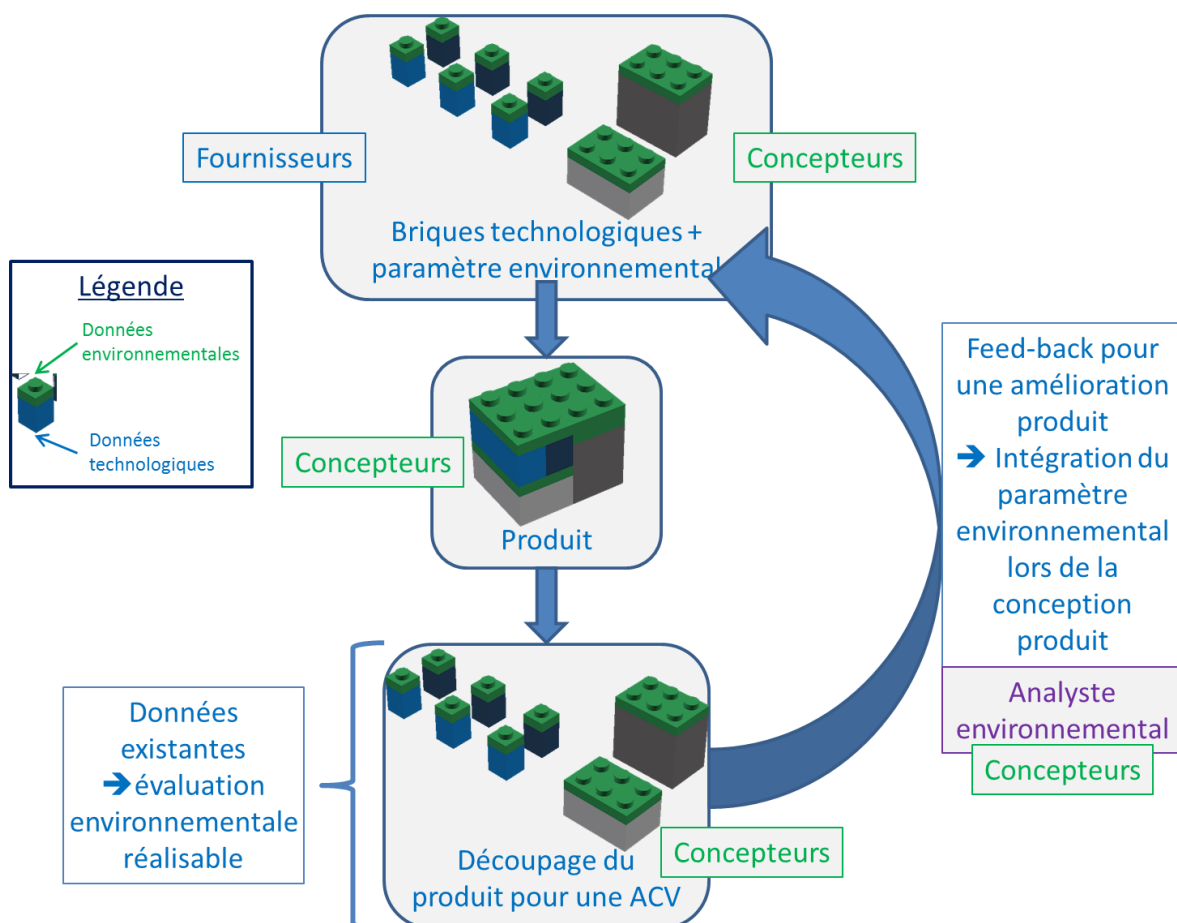 Fournisseurs
Concepteurs
Briques technologiques +
paramètre environnemental
Légende
Données
environnementales
Données
technologiques
Concepteurs
Produit
Feed-back pour
une amélioration
produit
➔ Intégration du
paramètre
environnemental
lors de la
conception
produit
Analyste
environnemental
Concepteurs
Données
existantes
➔évaluation
environnementale
réalisable
Concepteurs
Découpage du
produit pour une ACV